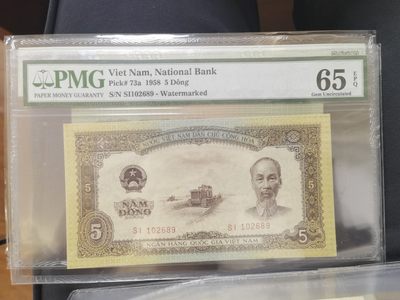 PMG
PAPER MONEY GUARANTY
Viet Nam, National Bank
Pick# 73a 1958 5 Dông
S/N SI102689 - Watermarked
65 EPQ
Gem Uncirculated
NƯỚC VIỆT NAM DÂN CHỦ CỘNG HÒA
5
5
NĂM
ĐỒNG
SI 102689
SI 102689
5
5
NGÂN HÀNG QUỐC GIA VIỆT NAM